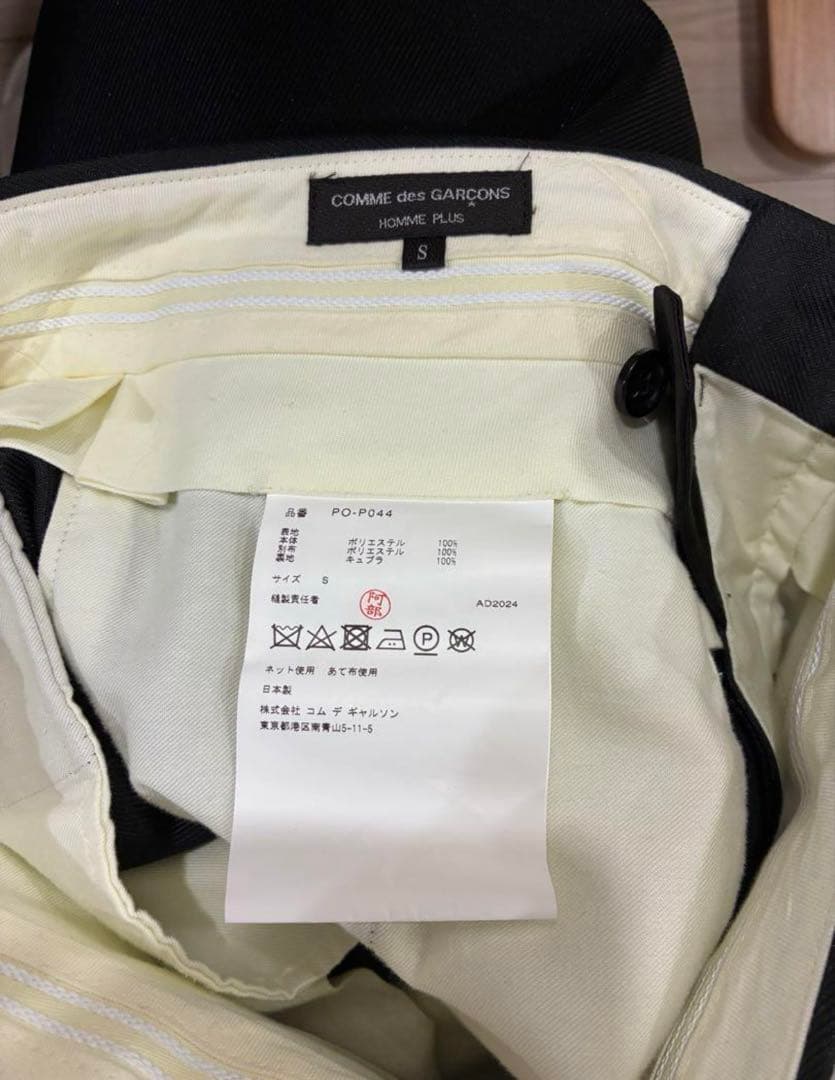 COMME des GARÇONS
HOMME PLUS
S
品番 PO-P044
表地
本体 ポリエステル 100%
別布 ポリエステル 100%
裏地 キュプラ 100%
サイズ S
縫製責任者 阿部 AD2024
P W
ネット使用 あて布使用
日本製
株式会社 コム デ ギャルソン
東京都港区南青山5-11-5